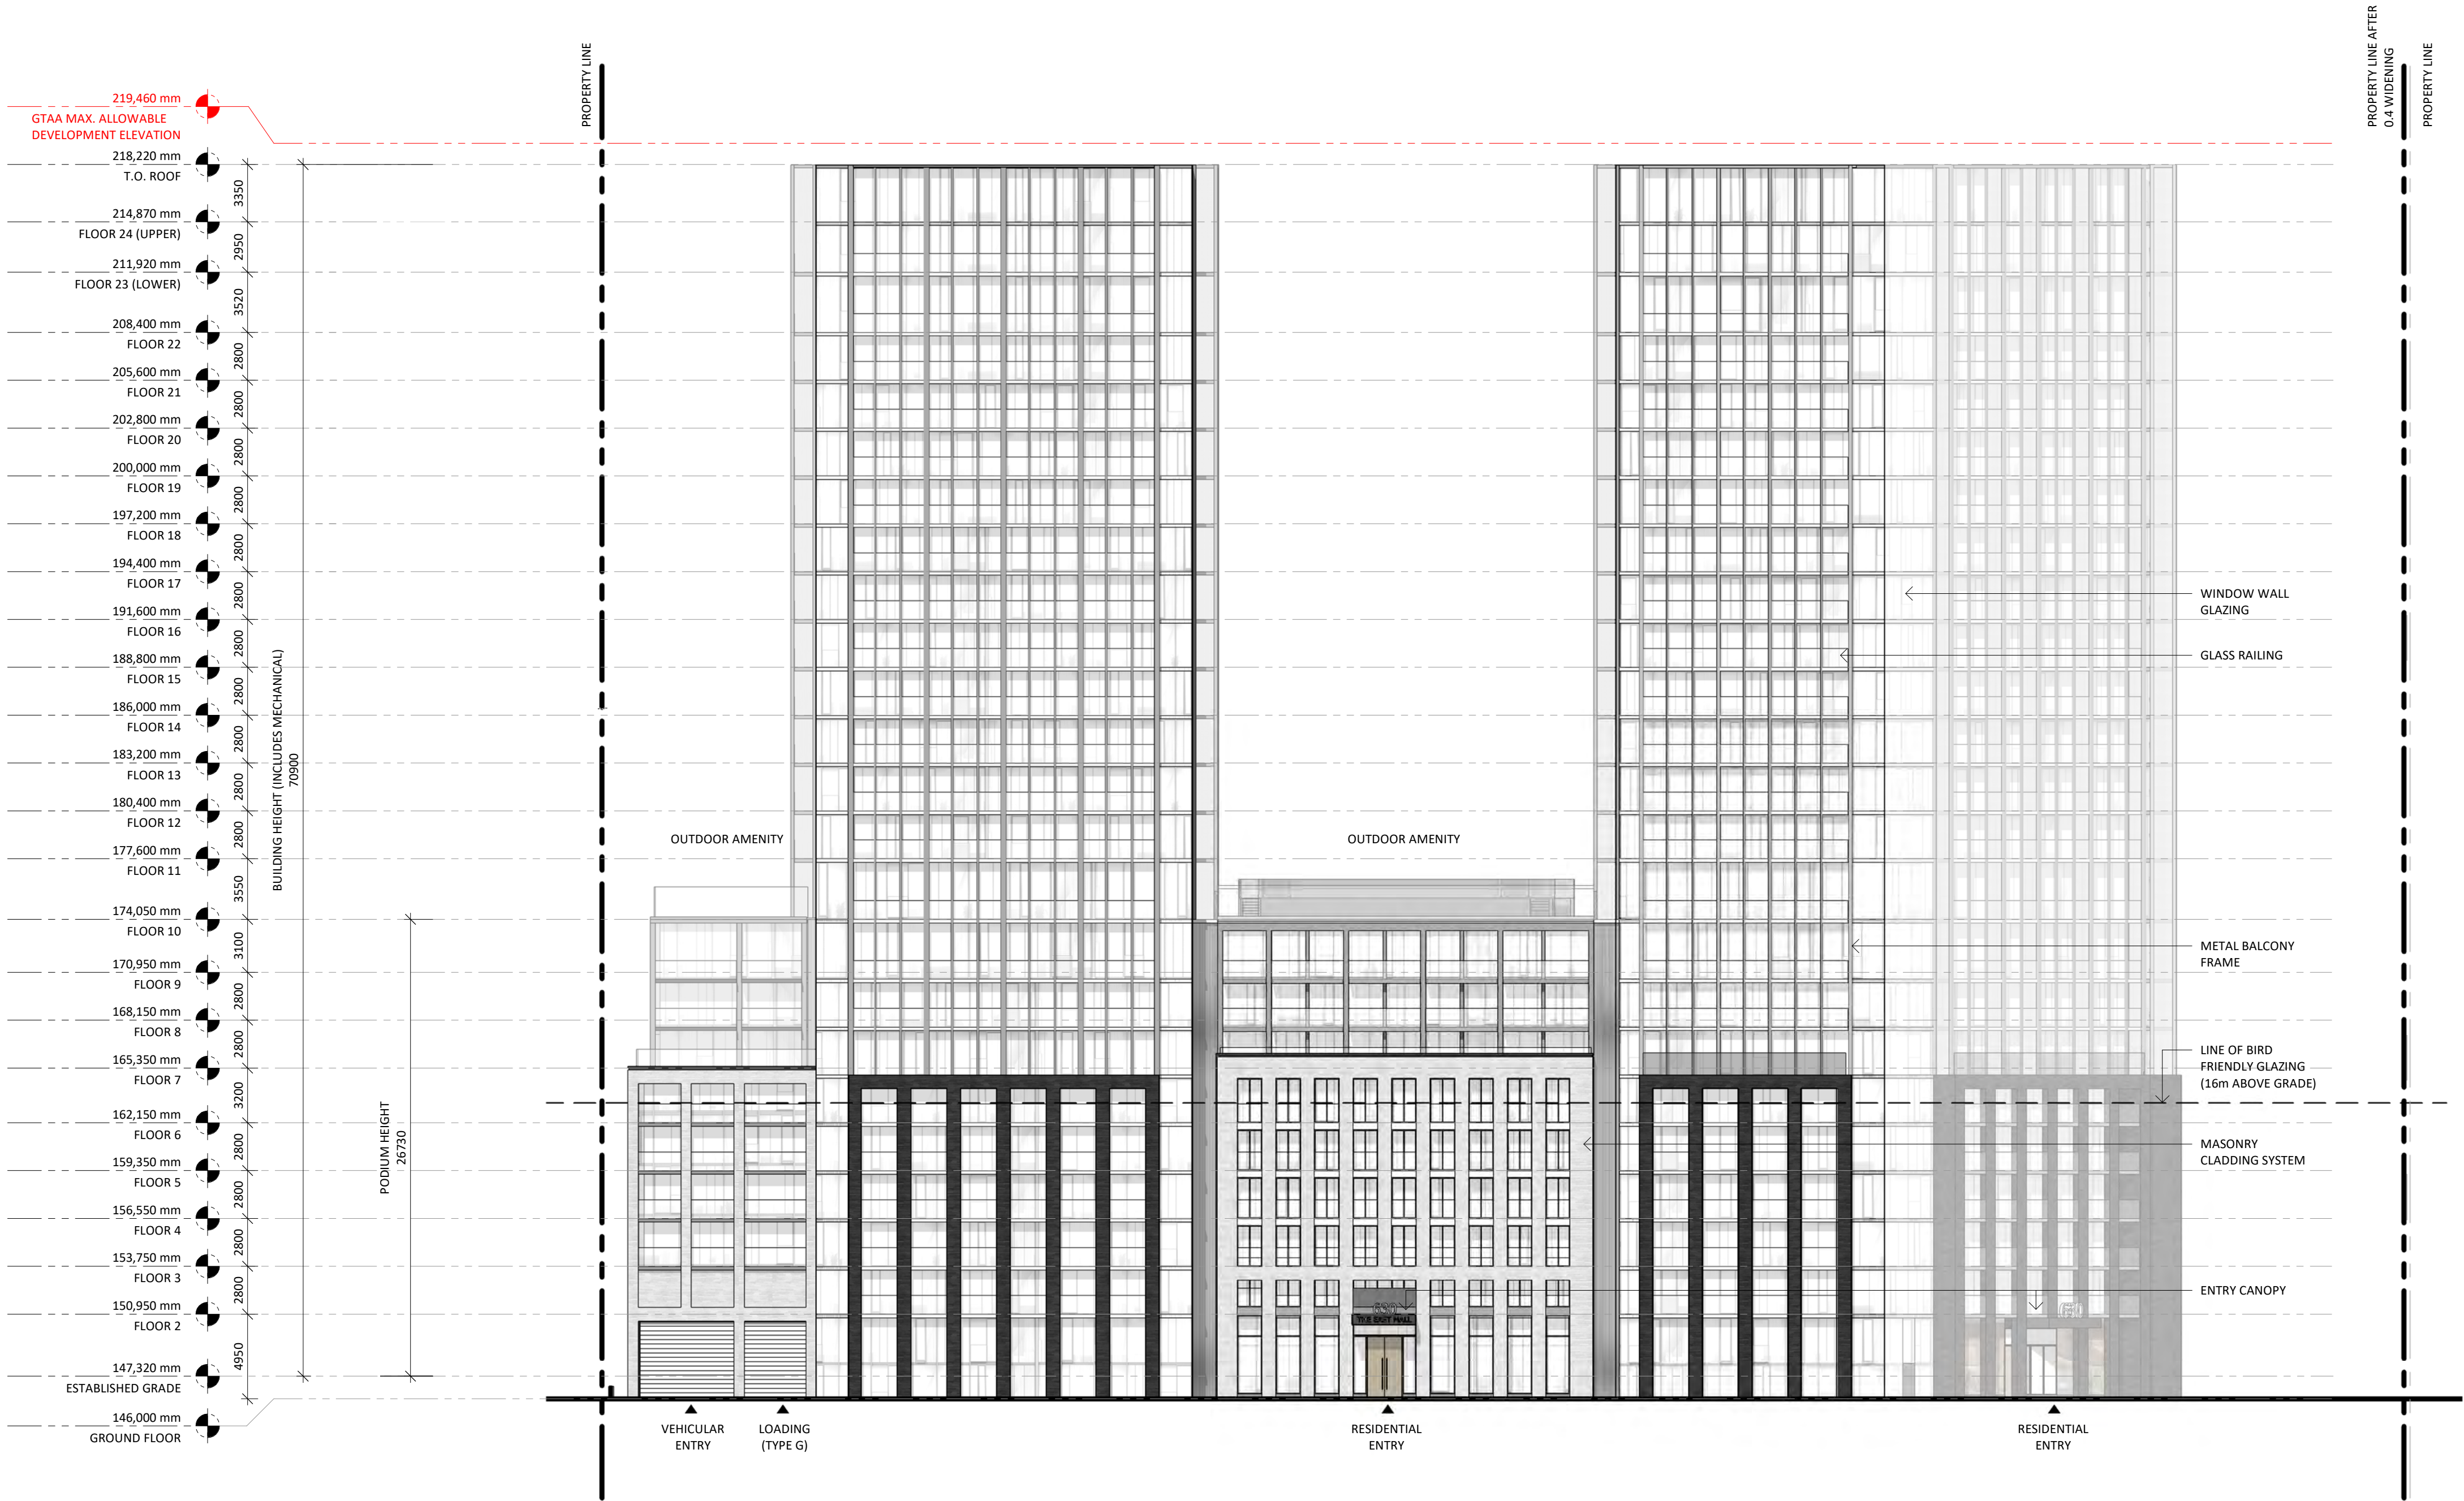 PROPERTY LINE
PROPERTY LINE AFTER
0.4 WIDENING
PROPERTY LINE
219,460 mm
GTAA MAX. ALLOWABLE
DEVELOPMENT ELEVATION
218,220 mm
T.O. ROOF
3350
214,870 mm
FLOOR 24 (UPPER)
2950
211,920 mm
FLOOR 23 (LOWER)
3520
208,400 mm
FLOOR 22
2800
205,600 mm
FLOOR 21
2800
202,800 mm
FLOOR 20
2800
200,000 mm
FLOOR 19
2800
197,200 mm
FLOOR 18
2800
194,400 mm
FLOOR 17
2800
191,600 mm
FLOOR 16
2800
188,800 mm
FLOOR 15
2800
186,000 mm
FLOOR 14
2800
183,200 mm
FLOOR 13
2800
180,400 mm
FLOOR 12
2800
177,600 mm
FLOOR 11
3550
174,050 mm
FLOOR 10
3100
170,950 mm
FLOOR 9
2800
168,150 mm
FLOOR 8
2800
165,350 mm
FLOOR 7
3200
162,150 mm
FLOOR 6
2800
159,350 mm
FLOOR 5
2800
156,550 mm
FLOOR 4
2800
153,750 mm
FLOOR 3
2800
150,950 mm
FLOOR 2
4950
147,320 mm
ESTABLISHED GRADE
146,000 mm
GROUND FLOOR
BUILDING HEIGHT (INCLUDES MECHANICAL)
70900
PODIUM HEIGHT
26730
OUTDOOR AMENITY
OUTDOOR AMENITY
WINDOW WALL
GLAZING
GLASS RAILING
METAL BALCONY
FRAME
LINE OF BIRD
FRIENDLY GLAZING
(16m ABOVE GRADE)
MASONRY
CLADDING SYSTEM
ENTRY CANOPY
630
THE EAST MALL
VEHICULAR
ENTRY
LOADING
(TYPE G)
RESIDENTIAL
ENTRY
RESIDENTIAL
ENTRY